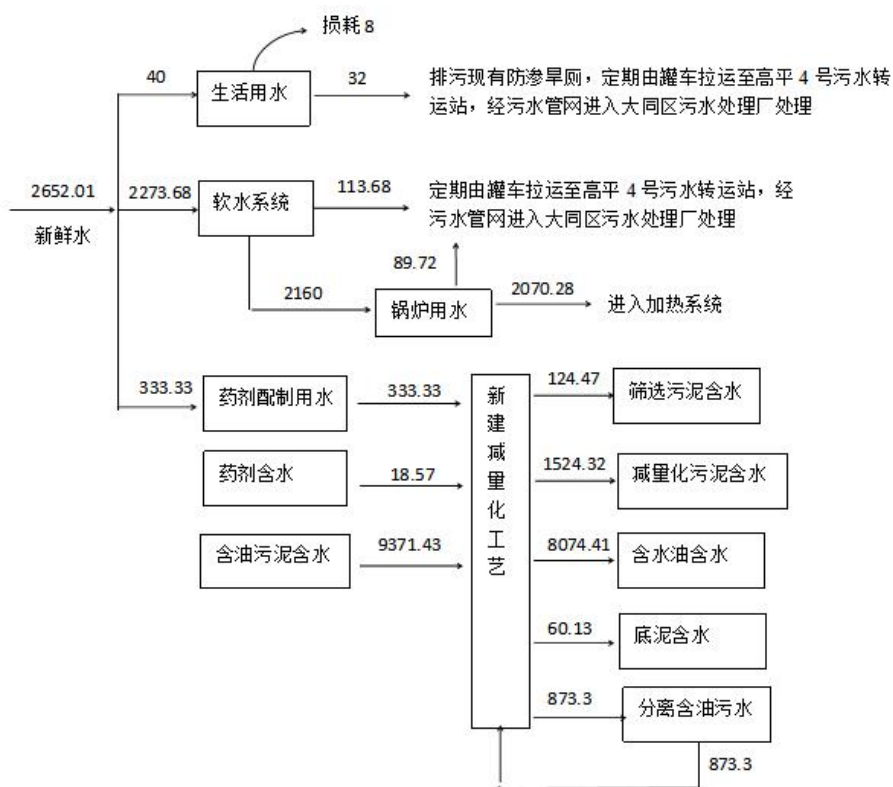 损耗 8
40
生活用水
32
排污现有防渗旱厕，定期由罐车拉运至高平 4 号污水转
运站，经污水管网进入大同区污水处理厂处理
2652.01
新鲜水
2273.68
软水系统
113.68
定期由罐车拉运至高平 4 号污水转运站，经
污水管网进入大同区污水处理厂处理
89.72
2160
锅炉用水
2070.28
进入加热系统
333.33
药剂配制用水
333.33
新建减量化工艺
124.47
筛选污泥含水
药剂含水
18.57
1524.32
减量化污泥含水
含油污泥含水
9371.43
8074.41
含水油含水
60.13
底泥含水
873.3
分离含油污水
873.3